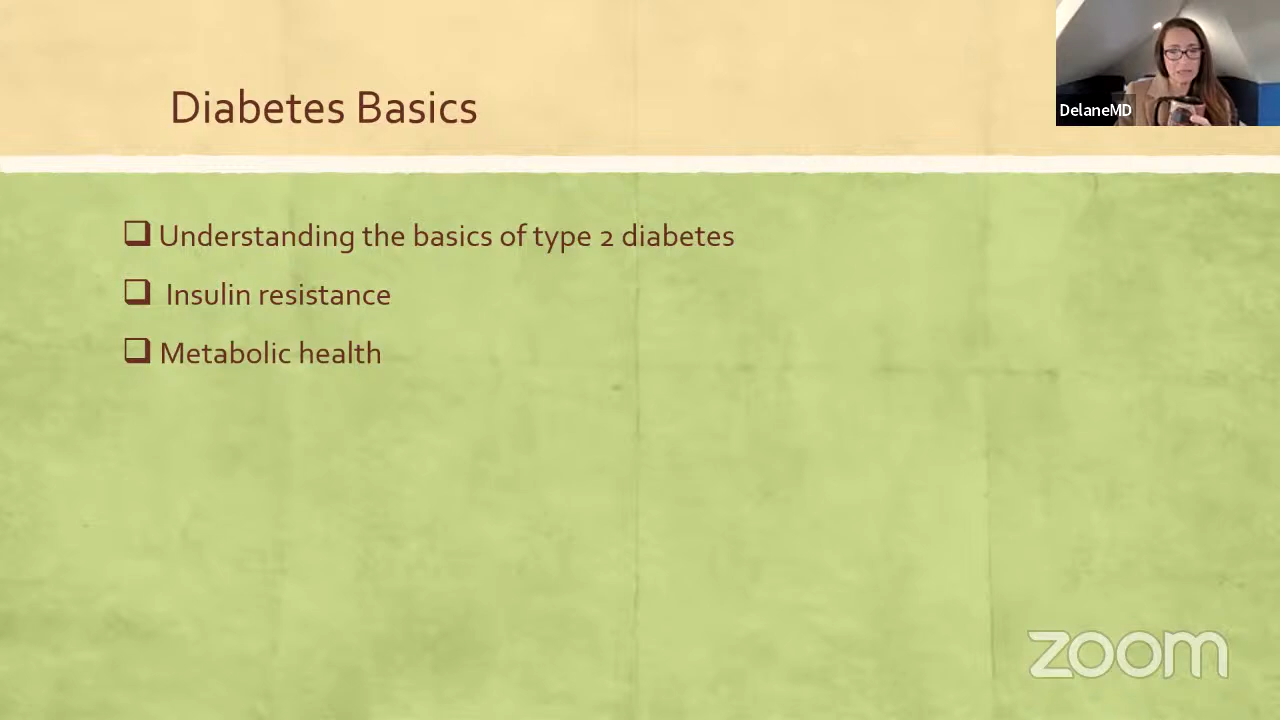 Diabetes Basics
DelaneMD
❑ Understanding the basics of type 2 diabetes
❑ Insulin resistance
❑ Metabolic health
zoom